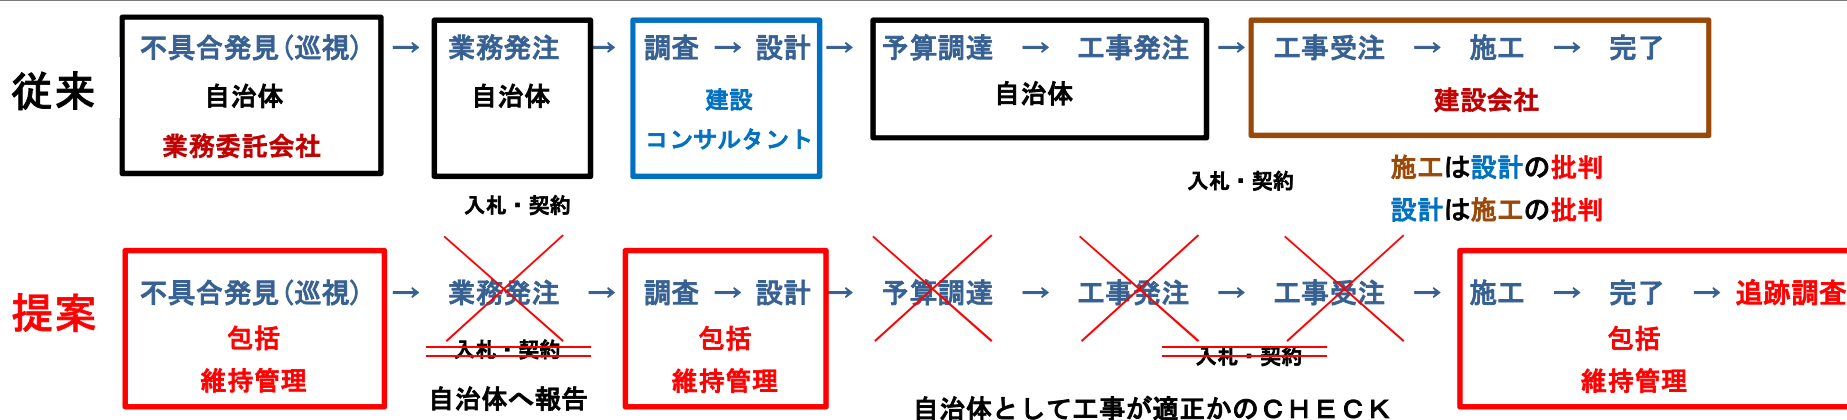 従来
不具合発見(巡視) → 業務発注 → 調査 → 設計 → 予算調達 → 工事発注 → 工事受注 → 施工 → 完了
自治体
業務委託会社
自治体
建設
コンサルタント
自治体
建設会社
入札・契約
入札・契約
施工は設計の批判
設計は施工の批判
提案
不具合発見(巡視) → 業務発注 → 調査 → 設計 → 予算調達 → 工事発注 → 工事受注 → 施工 → 完了 → 追跡調査
包括
維持管理
入札・契約
自治体へ報告
包括
維持管理
入札・契約
自治体として工事が適正かのCHECK
包括
維持管理